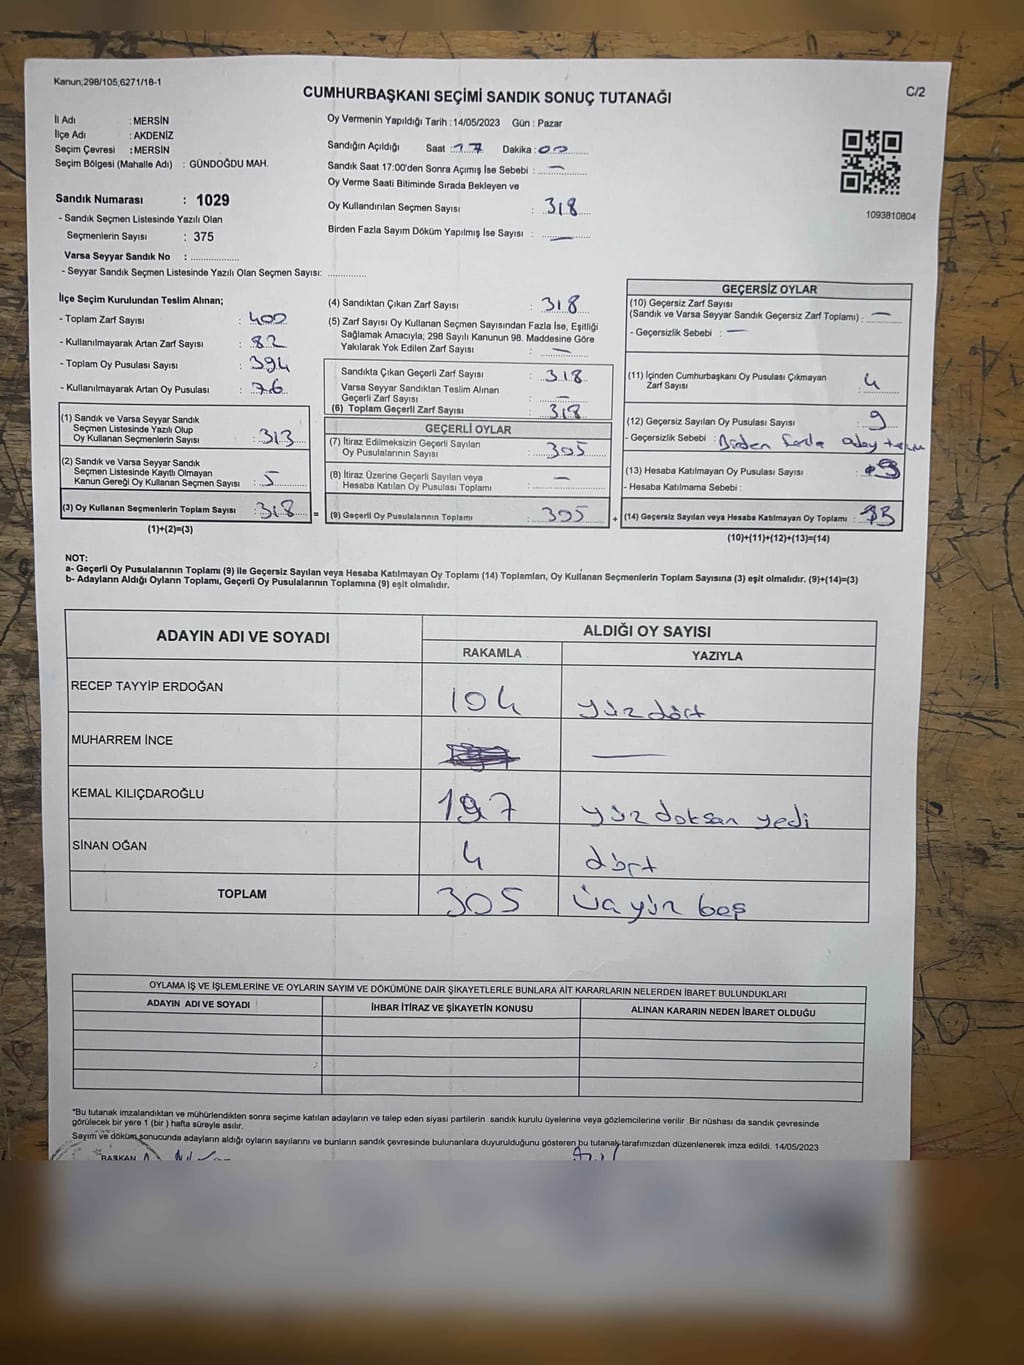 Kanun;298/105,6271/18-1
CUMHURBAŞKANI SEÇİMİ SANDIK SONUÇ TUTANAĞI
C/2
İl Adı : MERSİN
İlçe Adı : AKDENİZ
Seçim Çevresi : MERSİN
Seçim Bölgesi (Mahalle Adı) : GÜNDOĞDU MAH.
Sandık Numarası : 1029
- Sandık Seçmen Listesinde Yazılı Olan
Seçmenlerin Sayısı : 375
Varsa Seyyar Sandık No : ..................
- Seyyar Sandık Seçmen Listesinde Yazılı Olan Seçmen Sayısı: ...............
Oy Vermenin Yapıldığı Tarih : 14/05/2023 Gün : Pazar
Sandığın Açıldığı Saat : 17 Dakika : 00
Sandık Saat 17:00'den Sonra Açımış İse Sebebi : —
Oy Verme Saati Bitiminde Sırada Bekleyen ve
Oy Kullandırılan Seçmen Sayısı : 318
Birden Fazla Sayım Döküm Yapılmış İse Sayısı : —
1093810804
İlçe Seçim Kurulundan Teslim Alınan;
- Toplam Zarf Sayısı : 400
- Kullanılmayarak Artan Zarf Sayısı : 82
- Toplam Oy Pusulası Sayısı : 394
- Kullanılmayarak Artan Oy Pusulası : 76
(1) Sandık ve Varsa Seyyar Sandık
Seçmen Listesinde Yazılı Olup
Oy Kullanan Seçmenlerin Sayısı : 313
(2) Sandık ve Varsa Seyyar Sandık
Seçmen Listesinde Kayıtlı Olmayan
Kanun Gereği Oy Kullanan Seçmen Sayısı : 5
(3) Oy Kullanan Seçmenlerin Toplam Sayısı : 318 =
(1)+(2)=(3)
(4) Sandıktan Çıkan Zarf Sayısı : 318
(5) Zarf Sayısı Oy Kullanan Seçmen Sayısından Fazla İse, Eşitliği
Sağlamak Amacıyla; 298 Sayılı Kanunun 98. Maddesine Göre
Yakılarak Yok Edilen Zarf Sayısı : —
Sandıkta Çıkan Geçerli Zarf Sayısı : 318
Varsa Seyyar Sandıktan Teslim Alınan
Geçerli Zarf Sayısı : —
(6) Toplam Geçerli Zarf Sayısı : 318
GEÇERLİ OYLAR
(7) İtiraz Edilmeksizin Geçerli Sayılan
Oy Pusulalarının Sayısı : 305
(8) İtiraz Üzerine Geçerli Sayılan veya
Hesaba Katılan Oy Pusulası Toplamı : —
(9) Geçerli Oy Pusulalarının Toplamı : 305 +
GEÇERSİZ OYLAR
(10) Geçersiz Zarf Sayısı
(Sandık ve Varsa Seyyar Sandık Geçersiz Zarf Toplamı) : —
- Geçersizlik Sebebi : —
(11) İçinden Cumhurbaşkanı Oy Pusulası Çıkmayan
Zarf Sayısı : 4
(12) Geçersiz Sayılan Oy Pusulası Sayısı : 9
- Geçersizlik Sebebi : Birden fazla aday
(13) Hesaba Katılmayan Oy Pusulası Sayısı :
- Hesaba Katılmama Sebebi :
(14) Geçersiz Sayılan veya Hesaba Katılmayan Oy Toplamı : 13
(10)+(11)+(12)+(13)=(14)
NOT:
a- Geçerli Oy Pusulalarının Toplamı (9) ile Geçersiz Sayılan veya Hesaba Katılmayan Oy Toplamı (14) Toplamları, Oy Kullanan Seçmenlerin Toplam Sayısına (3) eşit olmalıdır. (9)+(14)=(3)
b- Adayların Aldığı Oyların Toplamı, Geçerli Oy Pusulalarının Toplamına (9) eşit olmalıdır.
ADAYIN ADI VE SOYADI
ALDIĞI OY SAYISI
RAKAMLA YAZIYLA
RECEP TAYYİP ERDOĞAN 104 yüzdört
MUHARREM İNCE —
KEMAL KILIÇDAROĞLU 197 yüzdoksan yedi
SİNAN OĞAN 4 dört
TOPLAM 305 üçyüz beş
OYLAMA İŞ VE İŞLEMLERİNE VE OYLARIN SAYIM VE DÖKÜMÜNE DAİR ŞİKAYETLERLE BUNLARA AİT KARARLARIN NELERDEN İBARET BULUNDUKLARI
ADAYIN ADI VE SOYADI İHBAR İTİRAZ VE ŞİKAYETİN KONUSU ALINAN KARARIN NEDEN İBARET OLDUĞU
*Bu tutanak imzalandıktan ve mühürlendikten sonra seçime katılan adayların ve talep eden siyasi partilerin sandık kurulu üyelerine veya gözlemcilerine verilir. Bir nüshası da sandık çevresinde
görülecek bir yere 1 (bir) hafta süreyle asılır.
Sayım ve döküm sonucunda adayların aldığı oyların sayılarını ve bunların sandık çevresinde bulunanlara duyurulduğunu gösteren bu tutanak tarafımızdan düzenlenerek imza edildi. 14/05/2023
BAŞKAN